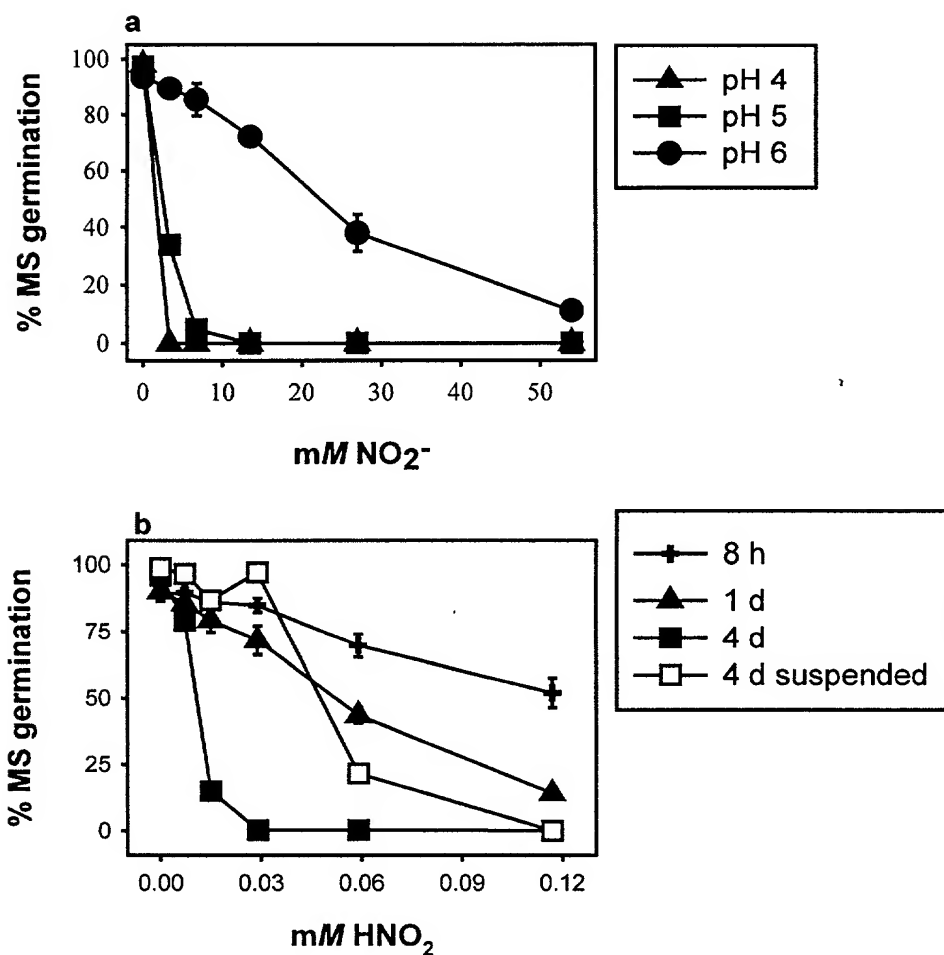 a
100
80
60
40
20
0
% MS germination
0 10 20 30 40 50
mM NO₂⁻
pH 4
pH 5
pH 6
b
100
75
50
25
0
% MS germination
0.00 0.03 0.06 0.09 0.12
mM HNO₂
8 h
1 d
4 d
4 d suspended